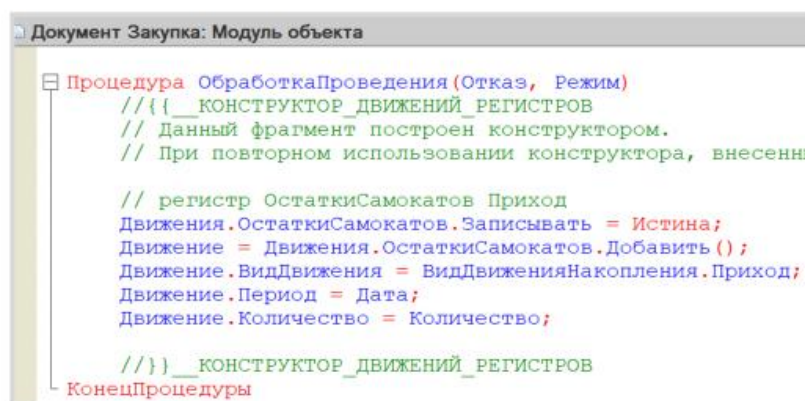 Документ Закупка: Модуль объекта
Процедура ОбработкаПроведения(Отказ, Режим)
//{{__КОНСТРУКТОР_ДВИЖЕНИЙ_РЕГИСТРОВ
// Данный фрагмент построен конструктором.
// При повторном использовании конструктора,
// регистр ОстаткиСамокатов Приход
Движения.ОстаткиСамокатов.Записывать = Истина;
Движение = Движения.ОстаткиСамокатов.Добавить();
Движение.ВидДвижения = ВидДвиженияНакопления.Приход;
Движение.Период = Дата;
Движение.Количество = Количество;
//}}__КОНСТРУКТОР_ДВИЖЕНИЙ_РЕГИСТРОВ
КонецПроцедуры